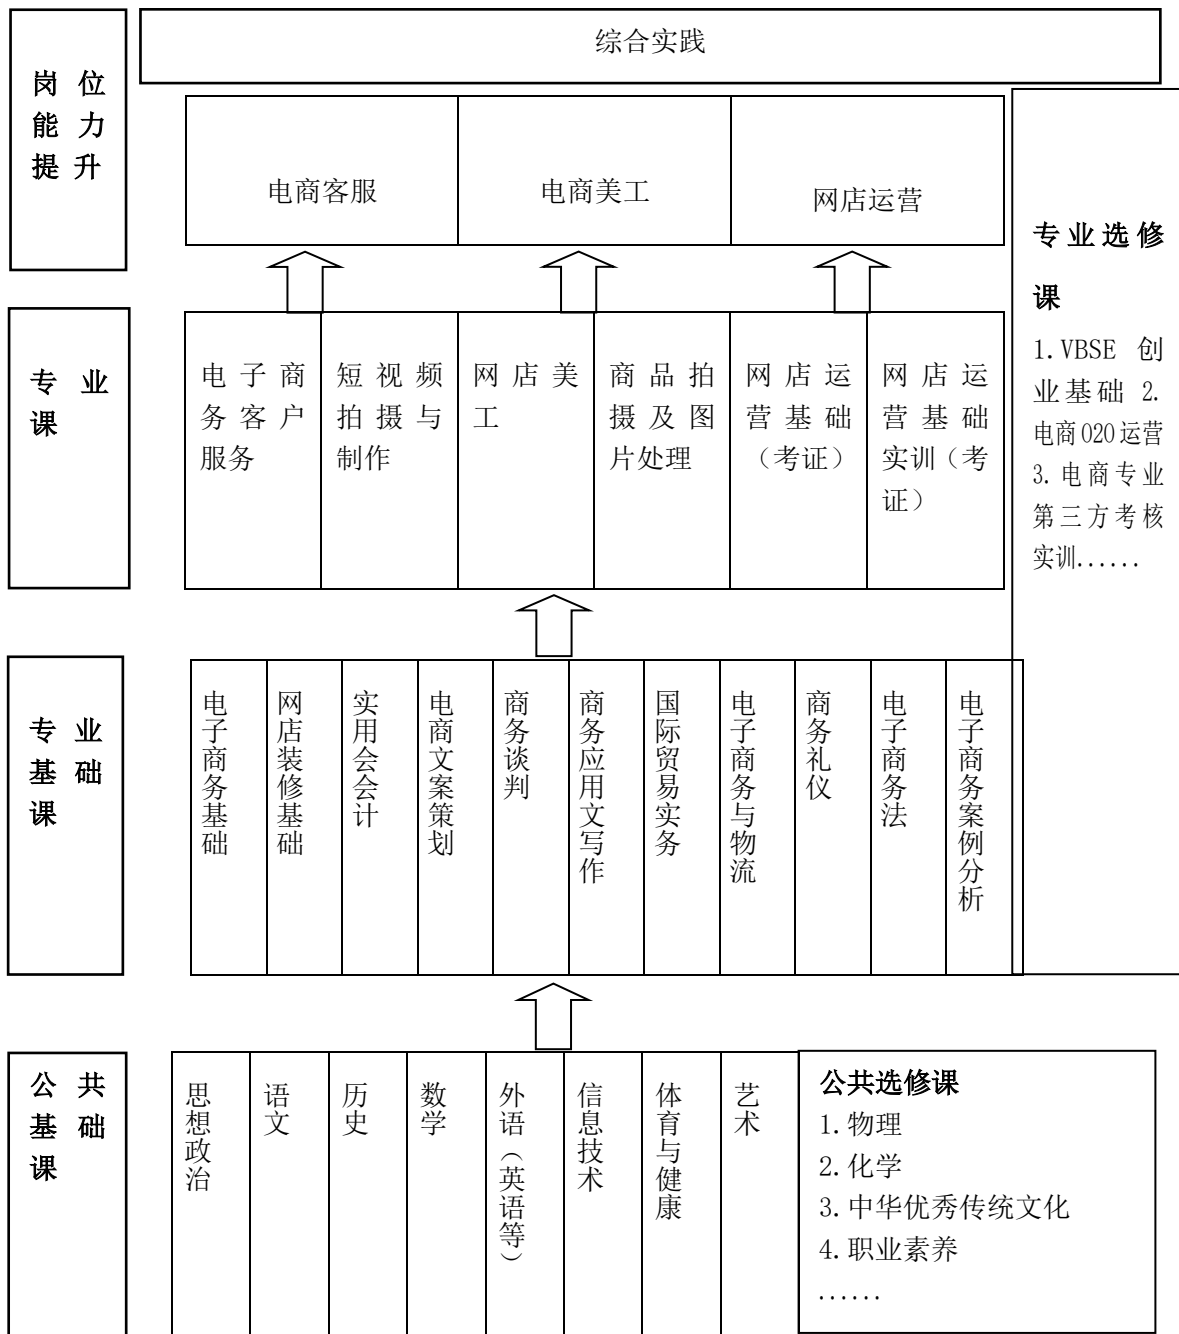 综合实践
岗 位
能 力
提 升
电商客服
电商美工
网店运营
专业选修
课
1.VBSE 创
业基础 2.
电商O2O运营
3.电商专业
第三方考核
实训......
专 业
课
电子商
务客户
服务
短视频
拍摄与
制作
网店美
工
商品拍
摄及图
片处理
网店运
营基础
（考证）
网店运
营基础
实训（考
证）
专 业
基 础
课
电子商务基础
网店装修基础
实用会会计
电商文案策划
商务谈判
商务应用文写作
国际贸易实务
电子商务与物流
商务礼仪
电子商务法
电子商务案例分析
公 共
基 础
课
思想政治
语文
历史
数学
外语（英语等）
信息技术
体育与健康
艺术
公共选修课
1.物理
2.化学
3.中华优秀传统文化
4.职业素养
......